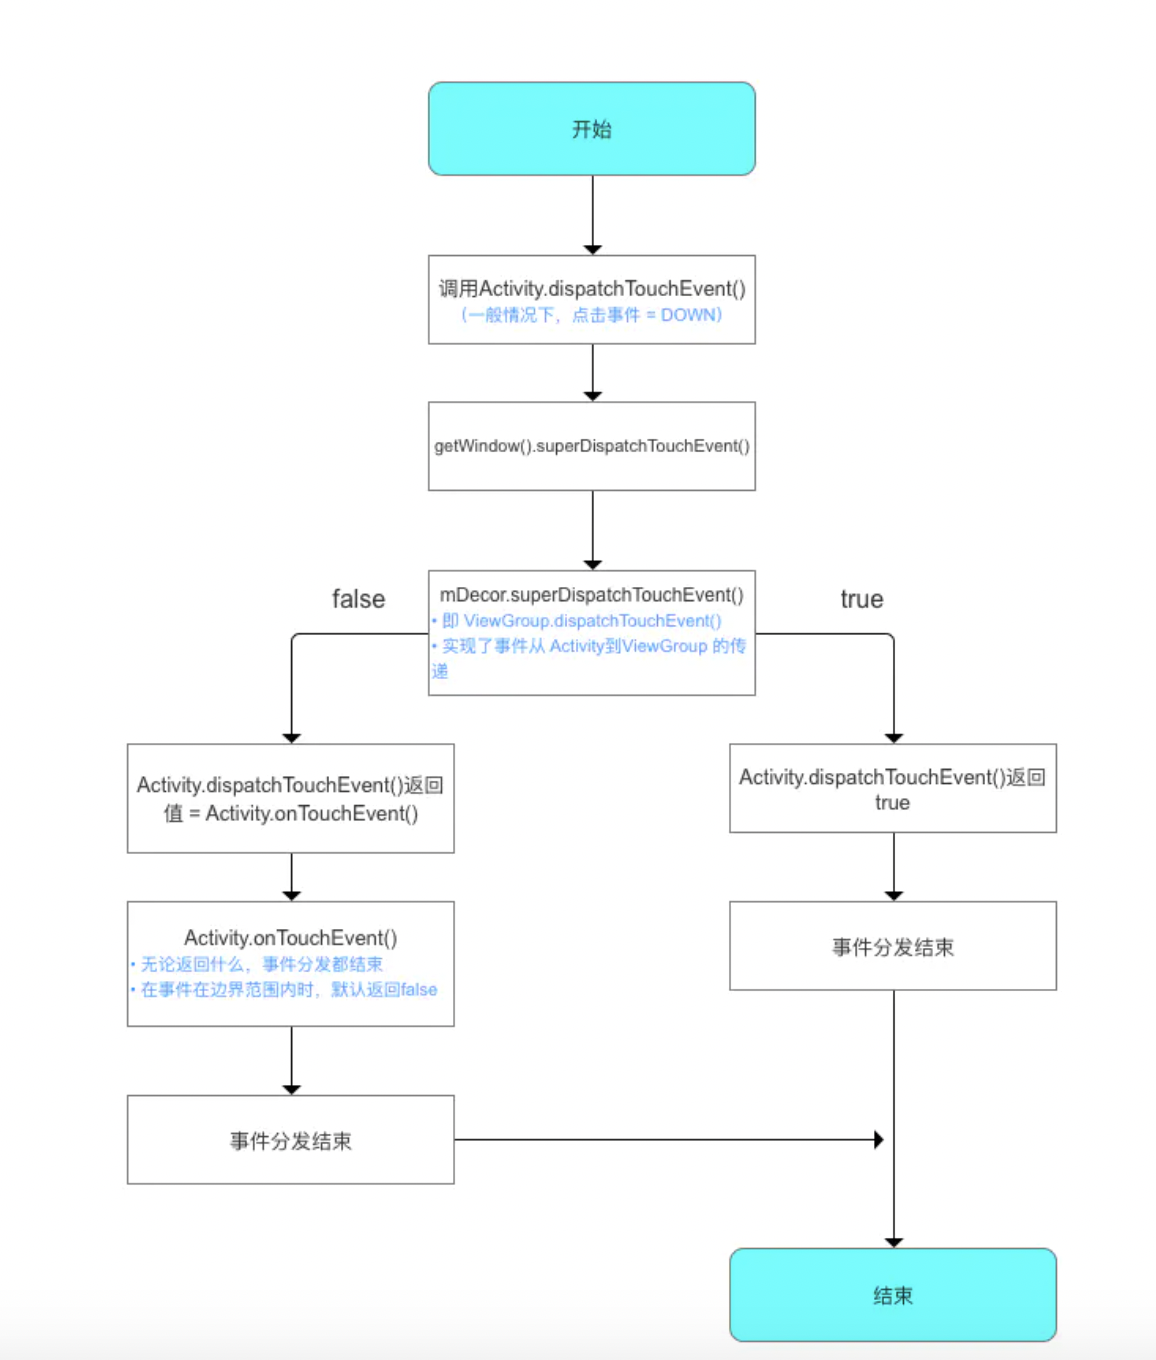 开始
调用Activity.dispatchTouchEvent()
（一般情况下，点击事件 = DOWN）
getWindow().superDispatchTouchEvent()
false
mDecor.superDispatchTouchEvent()
true
• 即 ViewGroup.dispatchTouchEvent()
• 实现了事件从 Activity到ViewGroup 的传
递
Activity.dispatchTouchEvent()返回
值 = Activity.onTouchEvent()
Activity.dispatchTouchEvent()返回
true
Activity.onTouchEvent()
• 无论返回什么，事件分发都结束
• 在事件在边界范围内时，默认返回false
事件分发结束
事件分发结束
结束